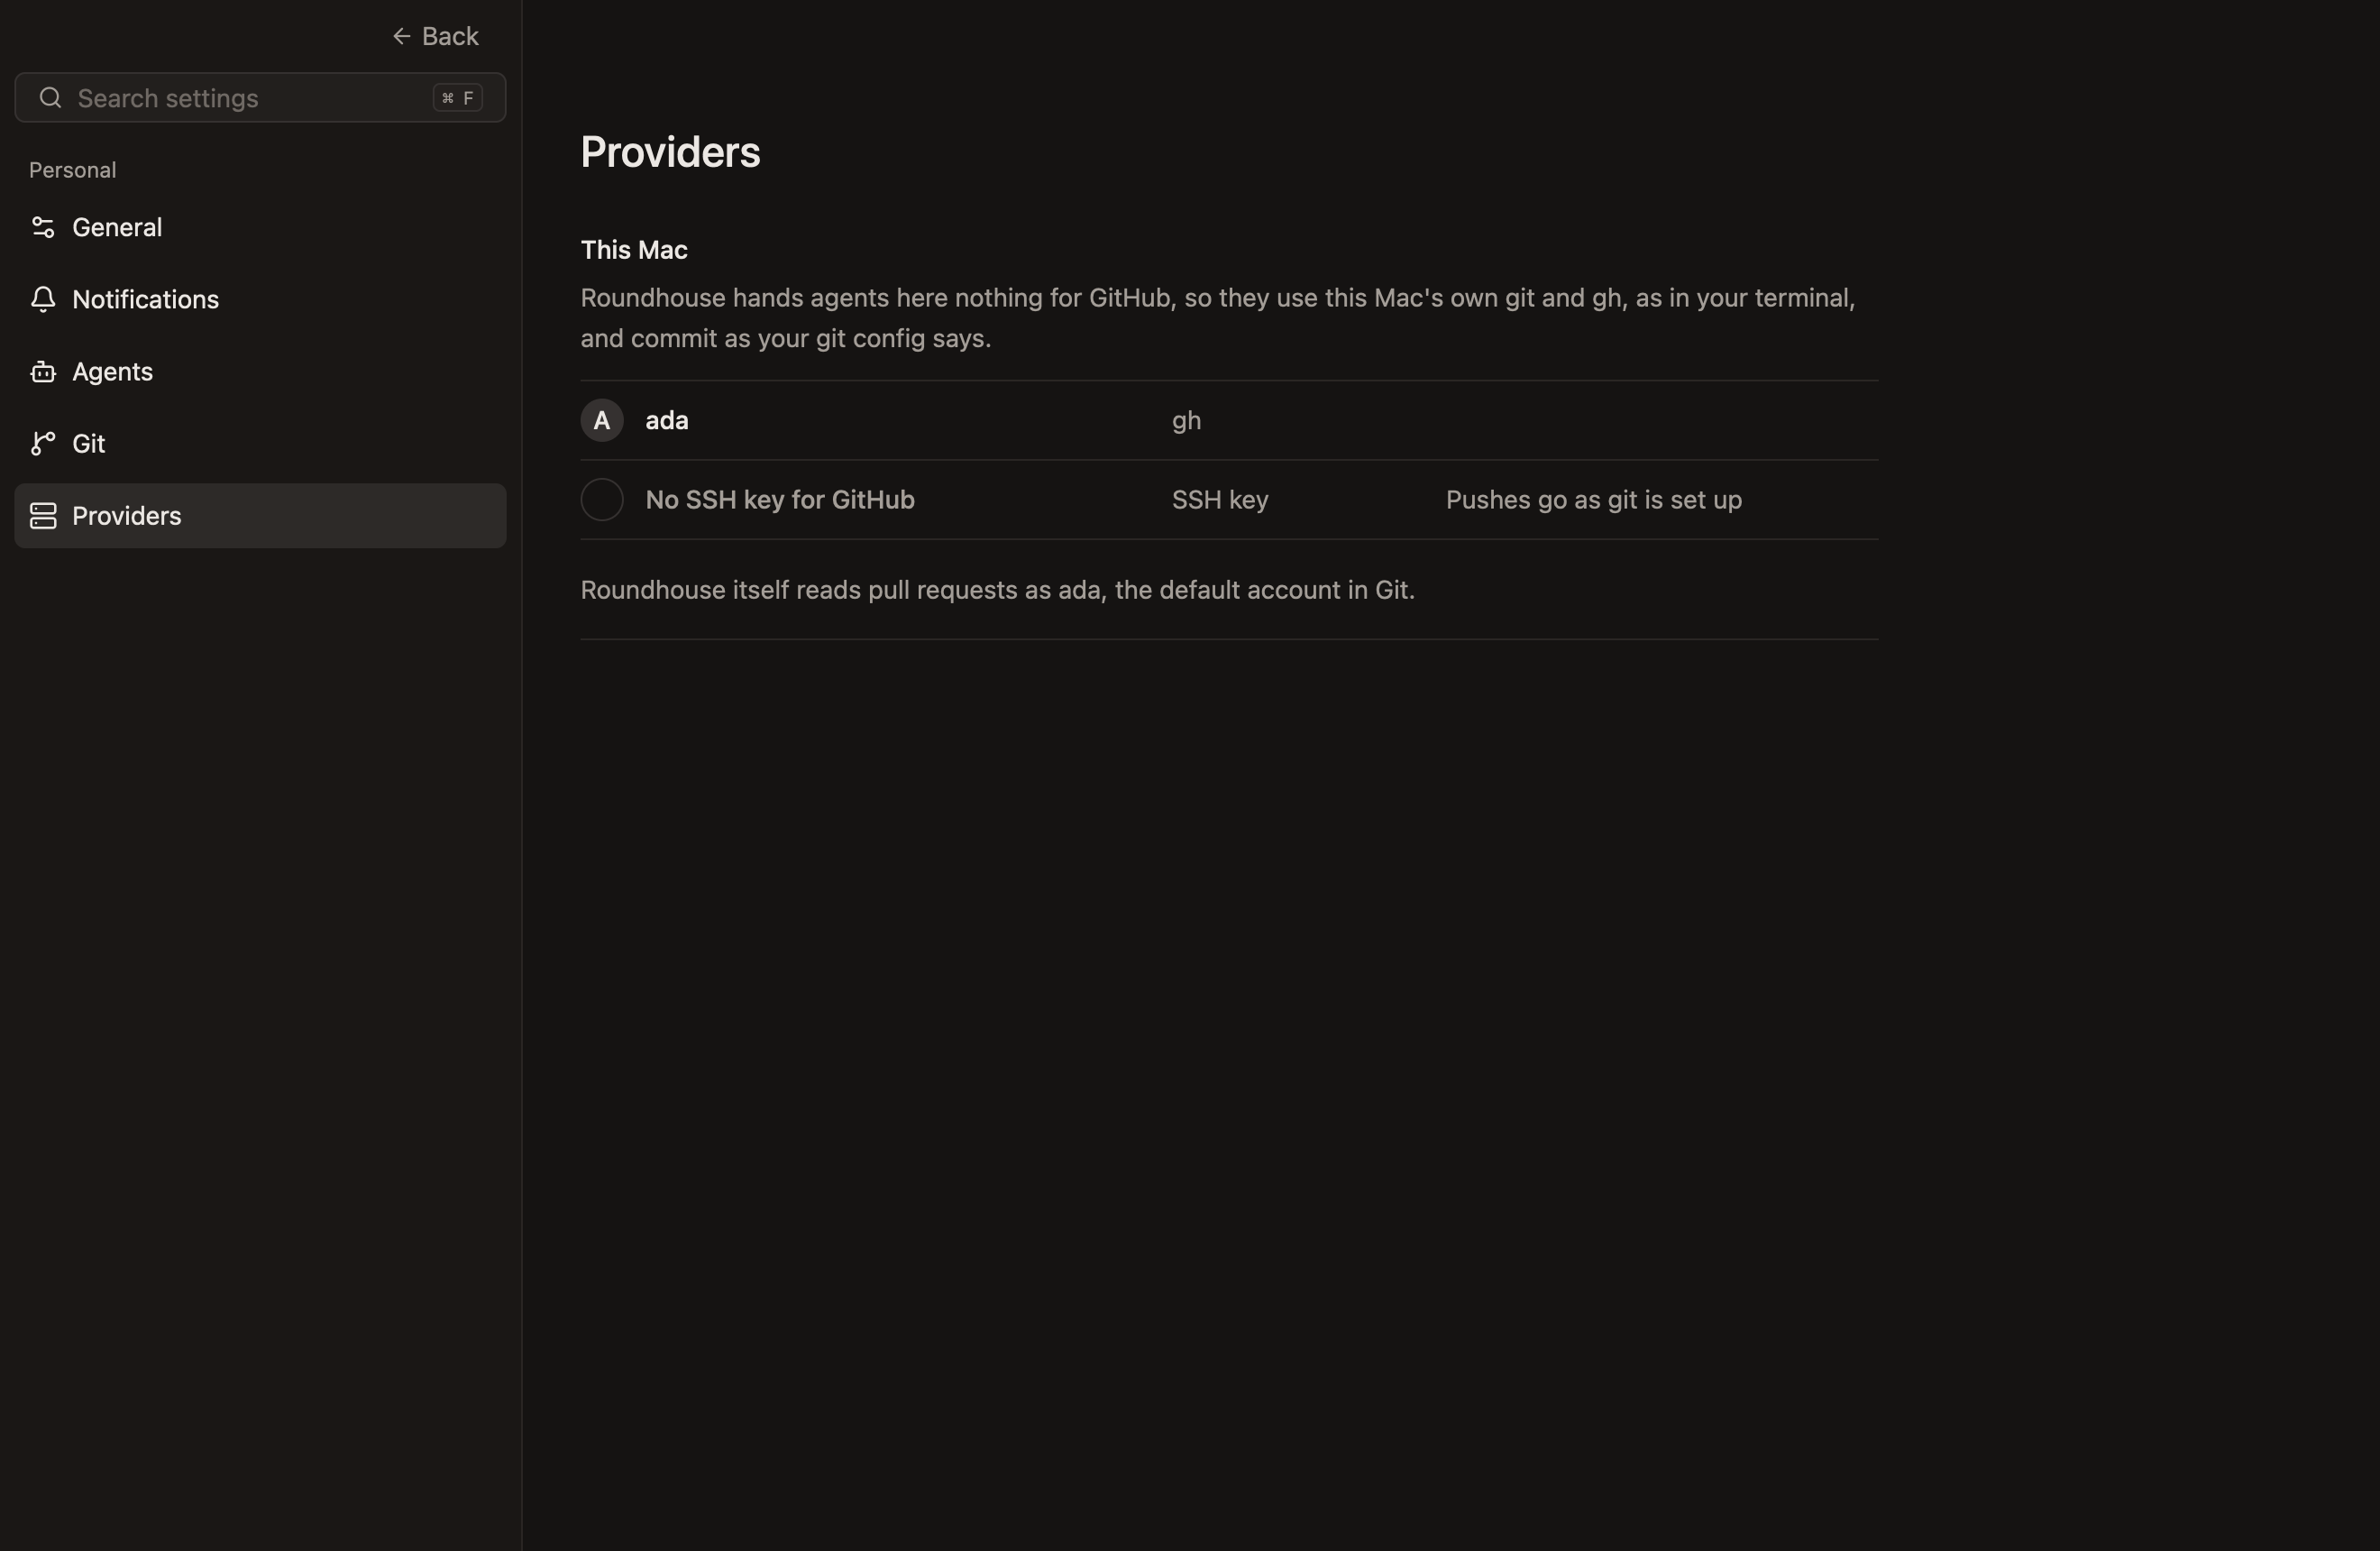 Back
Search settings
⌘ F
Personal
General
Notifications
Agents
Git
Providers
Providers
This Mac
Roundhouse hands agents here nothing for GitHub, so they use this Mac's own git and gh, as in your terminal,
and commit as your git config says.
A ada gh
No SSH key for GitHub SSH key Pushes go as git is set up
Roundhouse itself reads pull requests as ada, the default account in Git.